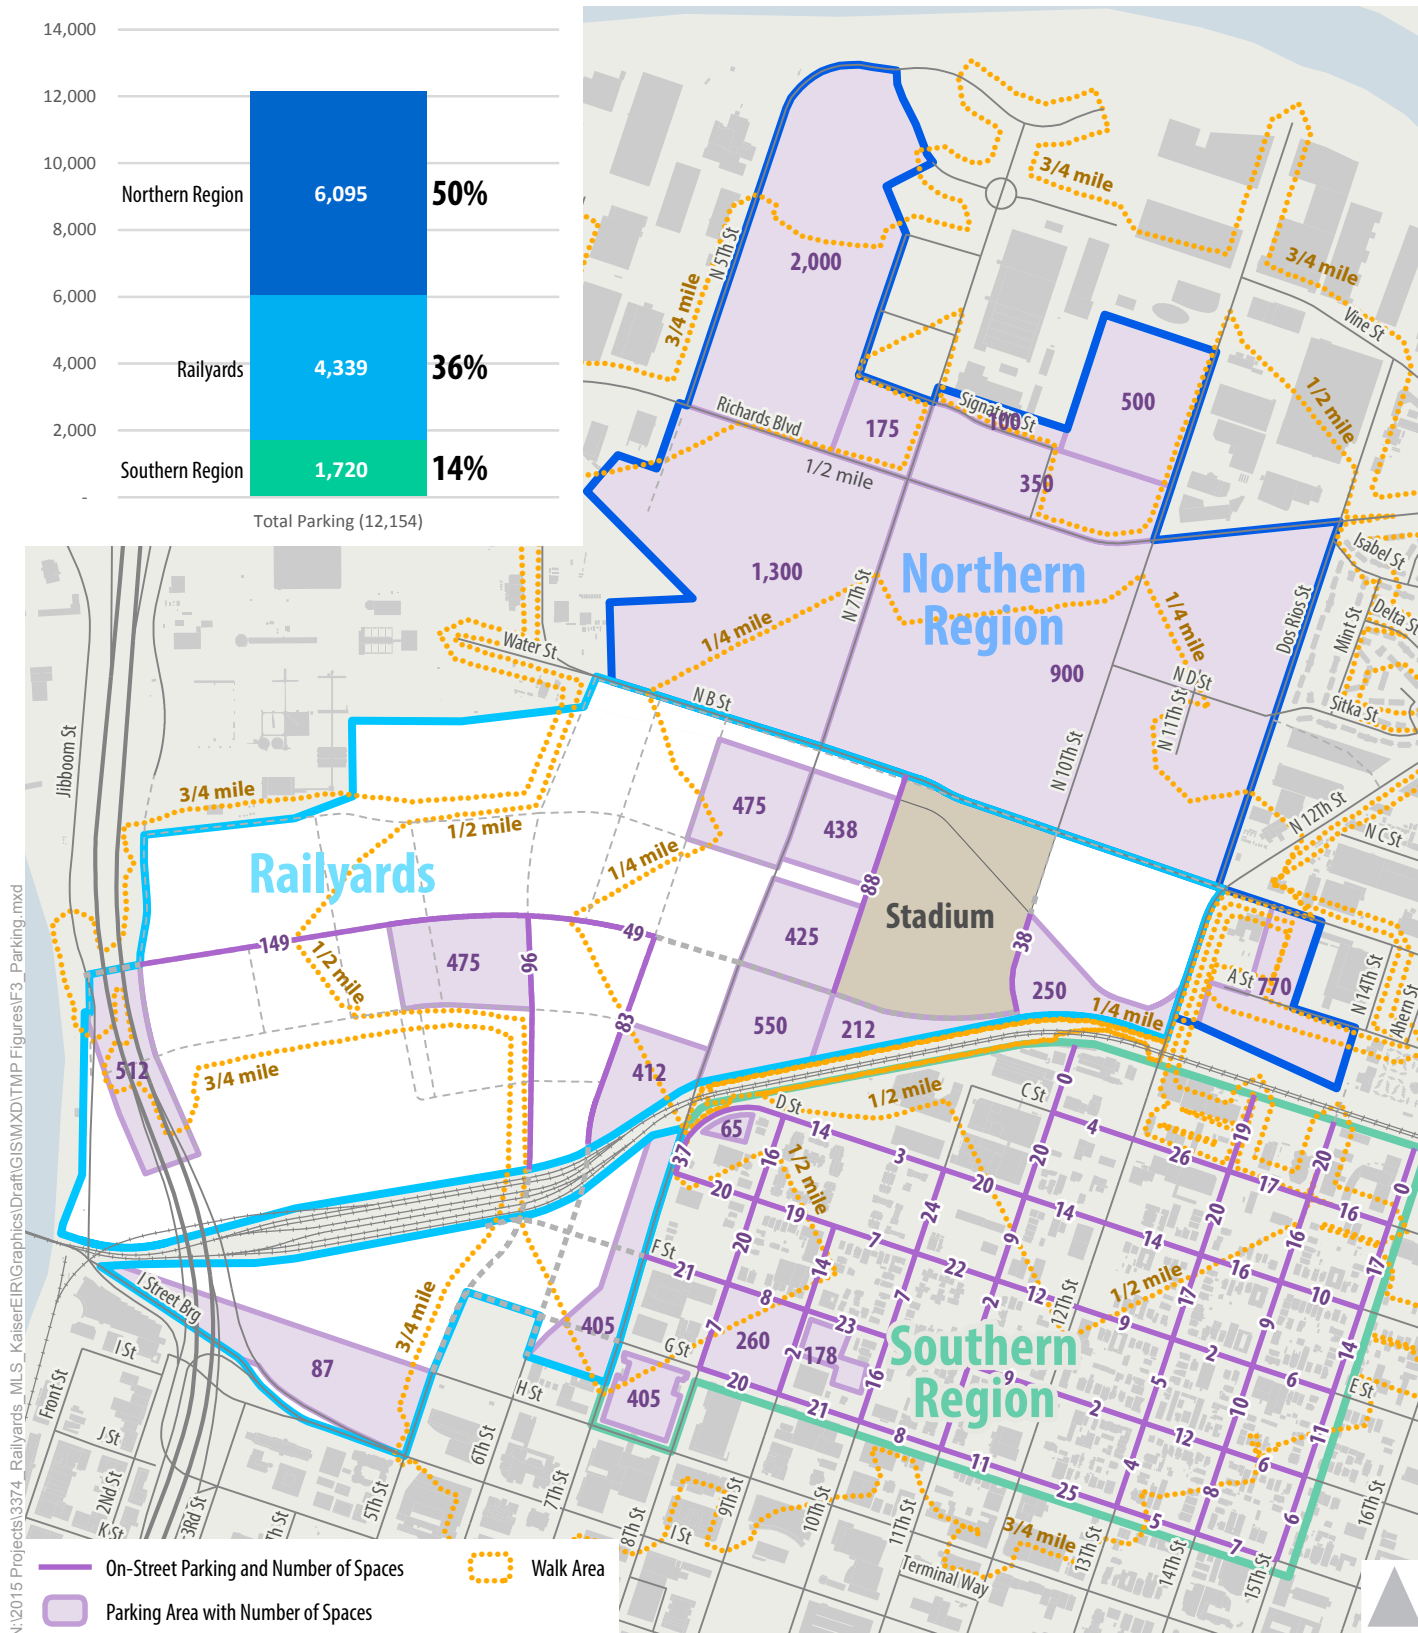 14,000
12,000
10,000
8,000
6,000
4,000
2,000
-
Northern Region
6,095
50%
Railyards
4,339
36%
Southern Region
1,720
14%
Total Parking (12,154)
3/4 mile
3/4 mile
3/4 mile
N 5Th St
2,000
Vine St
500
1/2 mile
Richards Blvd
175
Signature St
100
1/2 mile
350
1,300
Northern
Region
N 7Th St
1/4 mile
1/4 mile
900
N D St
N 11Th St
N 10Th St
Dos Rios St
Isabel St
Mint St
Delta St
Sitka St
N 12Th St
N C St
Water St
N B St
Jibboom St
3/4 mile
1/2 mile
1/4 mile
Railyards
475
438
88
Stadium
425
38
250
1/4 mile
A St
770
N 14Th St
Ahern St
149
1/2 mile
475
96
49
83
550
212
412
512
3/4 mile
1/2 mile
C St
0
4
26
19
17
20
16
0
D St
65
37
14
16
3
1/2 mile
20
20
14
14
16
10
20
19
7
24
22
12
9
2
6
20
14
9
20
16
17
F St
21
8
23
7
2
12Th St
1/2 mile
17
9
14
E St
405
G St
7
260
2
178
16
Southern
Region
9
2
12
6
5
10
11
3/4 mile
I Street Brg
87
H St
405
20
21
8
11
25
5
7
4
8
6
I St
J St
K St
Front St
2Nd St
3Rd St
5Th St
6Th St
7Th St
8Th St
9Th St
10Th St
11Th St
13Th St
14Th St
15Th St
16Th St
I St
Terminal Way
3/4 mile
On-Street Parking and Number of Spaces
Walk Area
Parking Area with Number of Spaces
N:\2015 Projects\3374_Railyards_MLS_KaiserEIR\Graphics\Draft\GIS\MXD\TMP Figures\F3_Parking.mxd